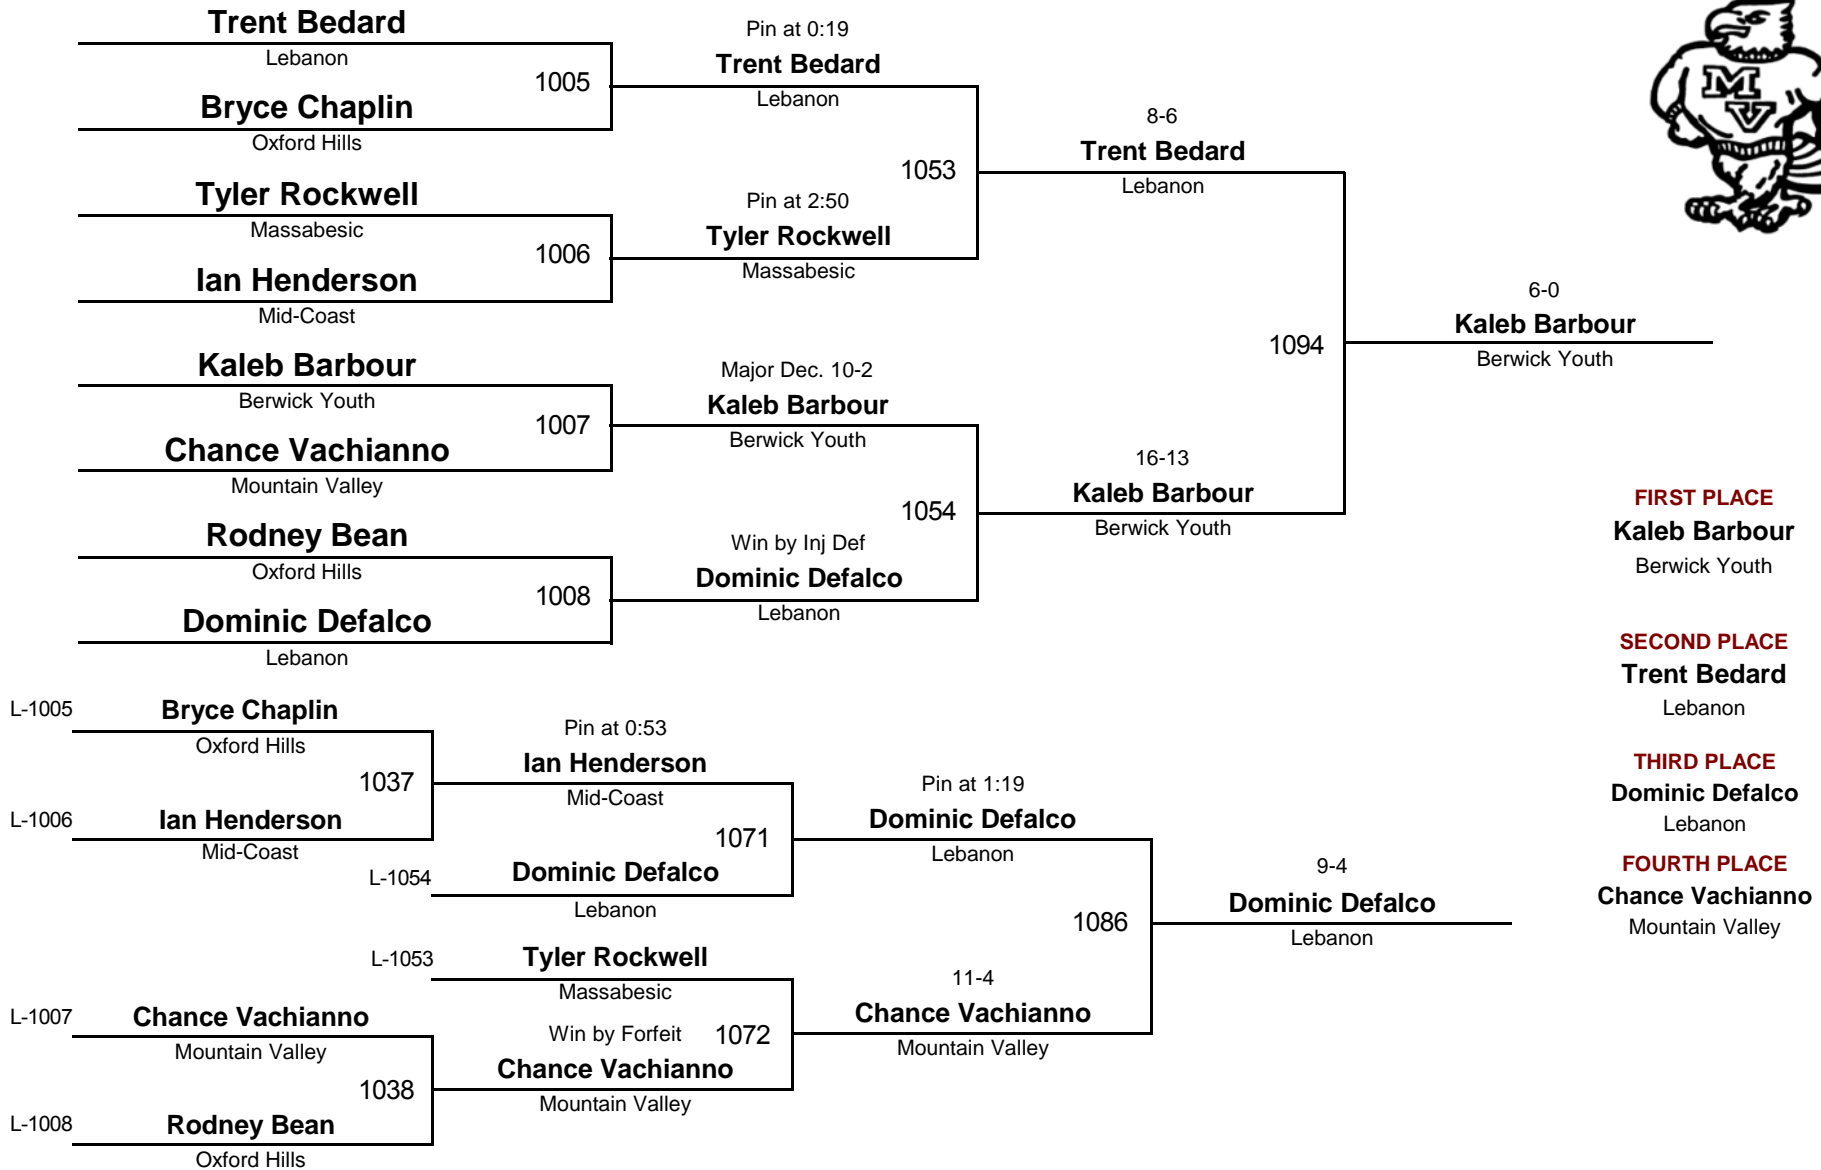 Trent Bedard
Lebanon
1005
Bryce Chaplin
Oxford Hills
Pin at 0:19
Trent Bedard
Lebanon
Tyler Rockwell
Massabesic
1006
Ian Henderson
Mid-Coast
Pin at 2:50
Tyler Rockwell
Massabesic
1053
8-6
Trent Bedard
Lebanon
Kaleb Barbour
Berwick Youth
1007
Chance Vachianno
Mountain Valley
Major Dec. 10-2
Kaleb Barbour
Berwick Youth
Rodney Bean
Oxford Hills
1008
Dominic Defalco
Lebanon
Win by Inj Def
Dominic Defalco
Lebanon
1054
16-13
Kaleb Barbour
Berwick Youth
1094
6-0
Kaleb Barbour
Berwick Youth
MV
FIRST PLACE
Kaleb Barbour
Berwick Youth
SECOND PLACE
Trent Bedard
Lebanon
THIRD PLACE
Dominic Defalco
Lebanon
FOURTH PLACE
Chance Vachianno
Mountain Valley
L-1005
Bryce Chaplin
Oxford Hills
1037
L-1006
Ian Henderson
Mid-Coast
Pin at 0:53
Ian Henderson
Mid-Coast
1071
L-1054
Dominic Defalco
Lebanon
Pin at 1:19
Dominic Defalco
Lebanon
L-1053
Tyler Rockwell
Massabesic
L-1007
Chance Vachianno
Mountain Valley
1038
L-1008
Rodney Bean
Oxford Hills
Win by Forfeit
1072
Chance Vachianno
Mountain Valley
11-4
Chance Vachianno
Mountain Valley
1086
9-4
Dominic Defalco
Lebanon